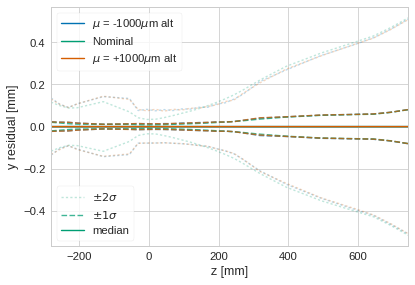 μ = -1000μm alt
Nominal
μ = +1000μm alt
0.4
0.2
0.0
−0.2
−0.4
y residual [mm]
±2σ
±1σ
median
−200
0
200
400
600
z [mm]